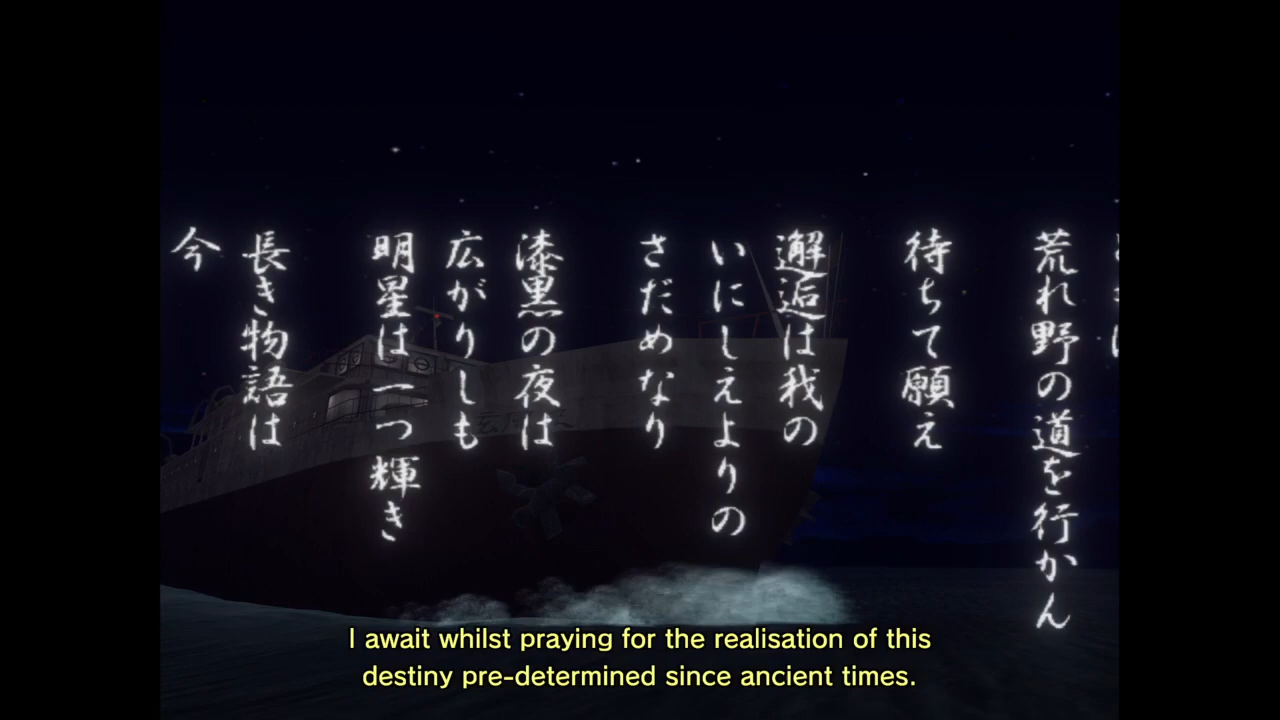 荒れ野の道を行かん
待ちて願え
邂逅は我の
いにしえよりの
さだめなり
漆黒の夜は
広がりしも
明星は一つ輝き
長き物語は
今
I await whilst praying for the realisation of this
destiny pre-determined since ancient times.